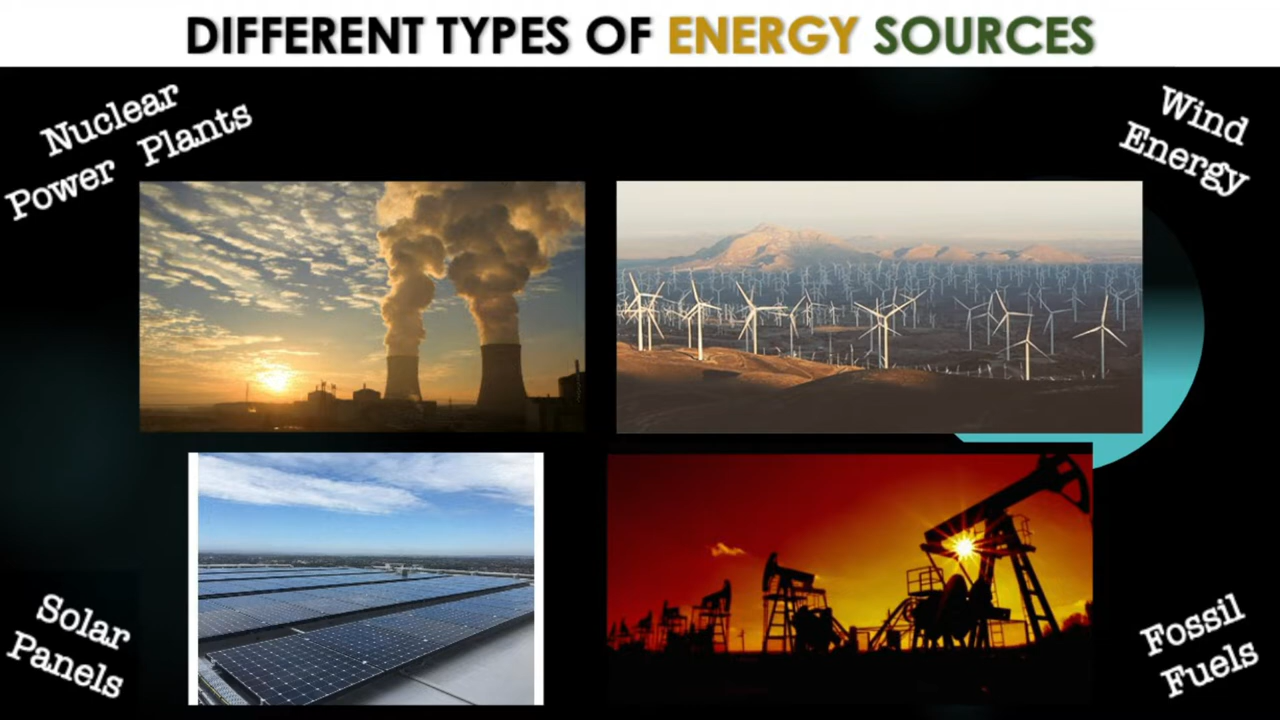 DIFFERENT TYPES OF ENERGY SOURCES
Nuclear
Power Plants
Wind
Energy
Solar
Panels
Fossil
Fuels